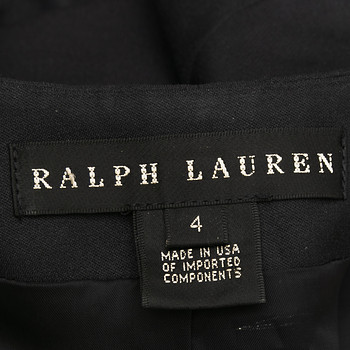 RALPH LAUREN
4
MADE IN USA
OF IMPORTED
COMPONENTS